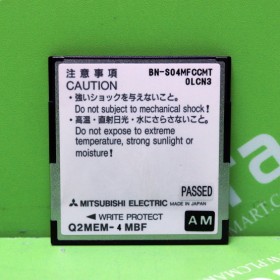 注意事項
BN-S04MFCCMT
0LCN3
CAUTION
・強いショックを与えないこと。
Do not subject to mechanical shock !
・高温・直射日光・水にさらさないこと。
Do not expose to extreme
temperature, strong sunlight,
or moisture !
PASSED
MITSUBISHI ELECTRIC MADE IN JAPAN
◀ WRITE PROTECT
Q2MEM-4MBF
AM